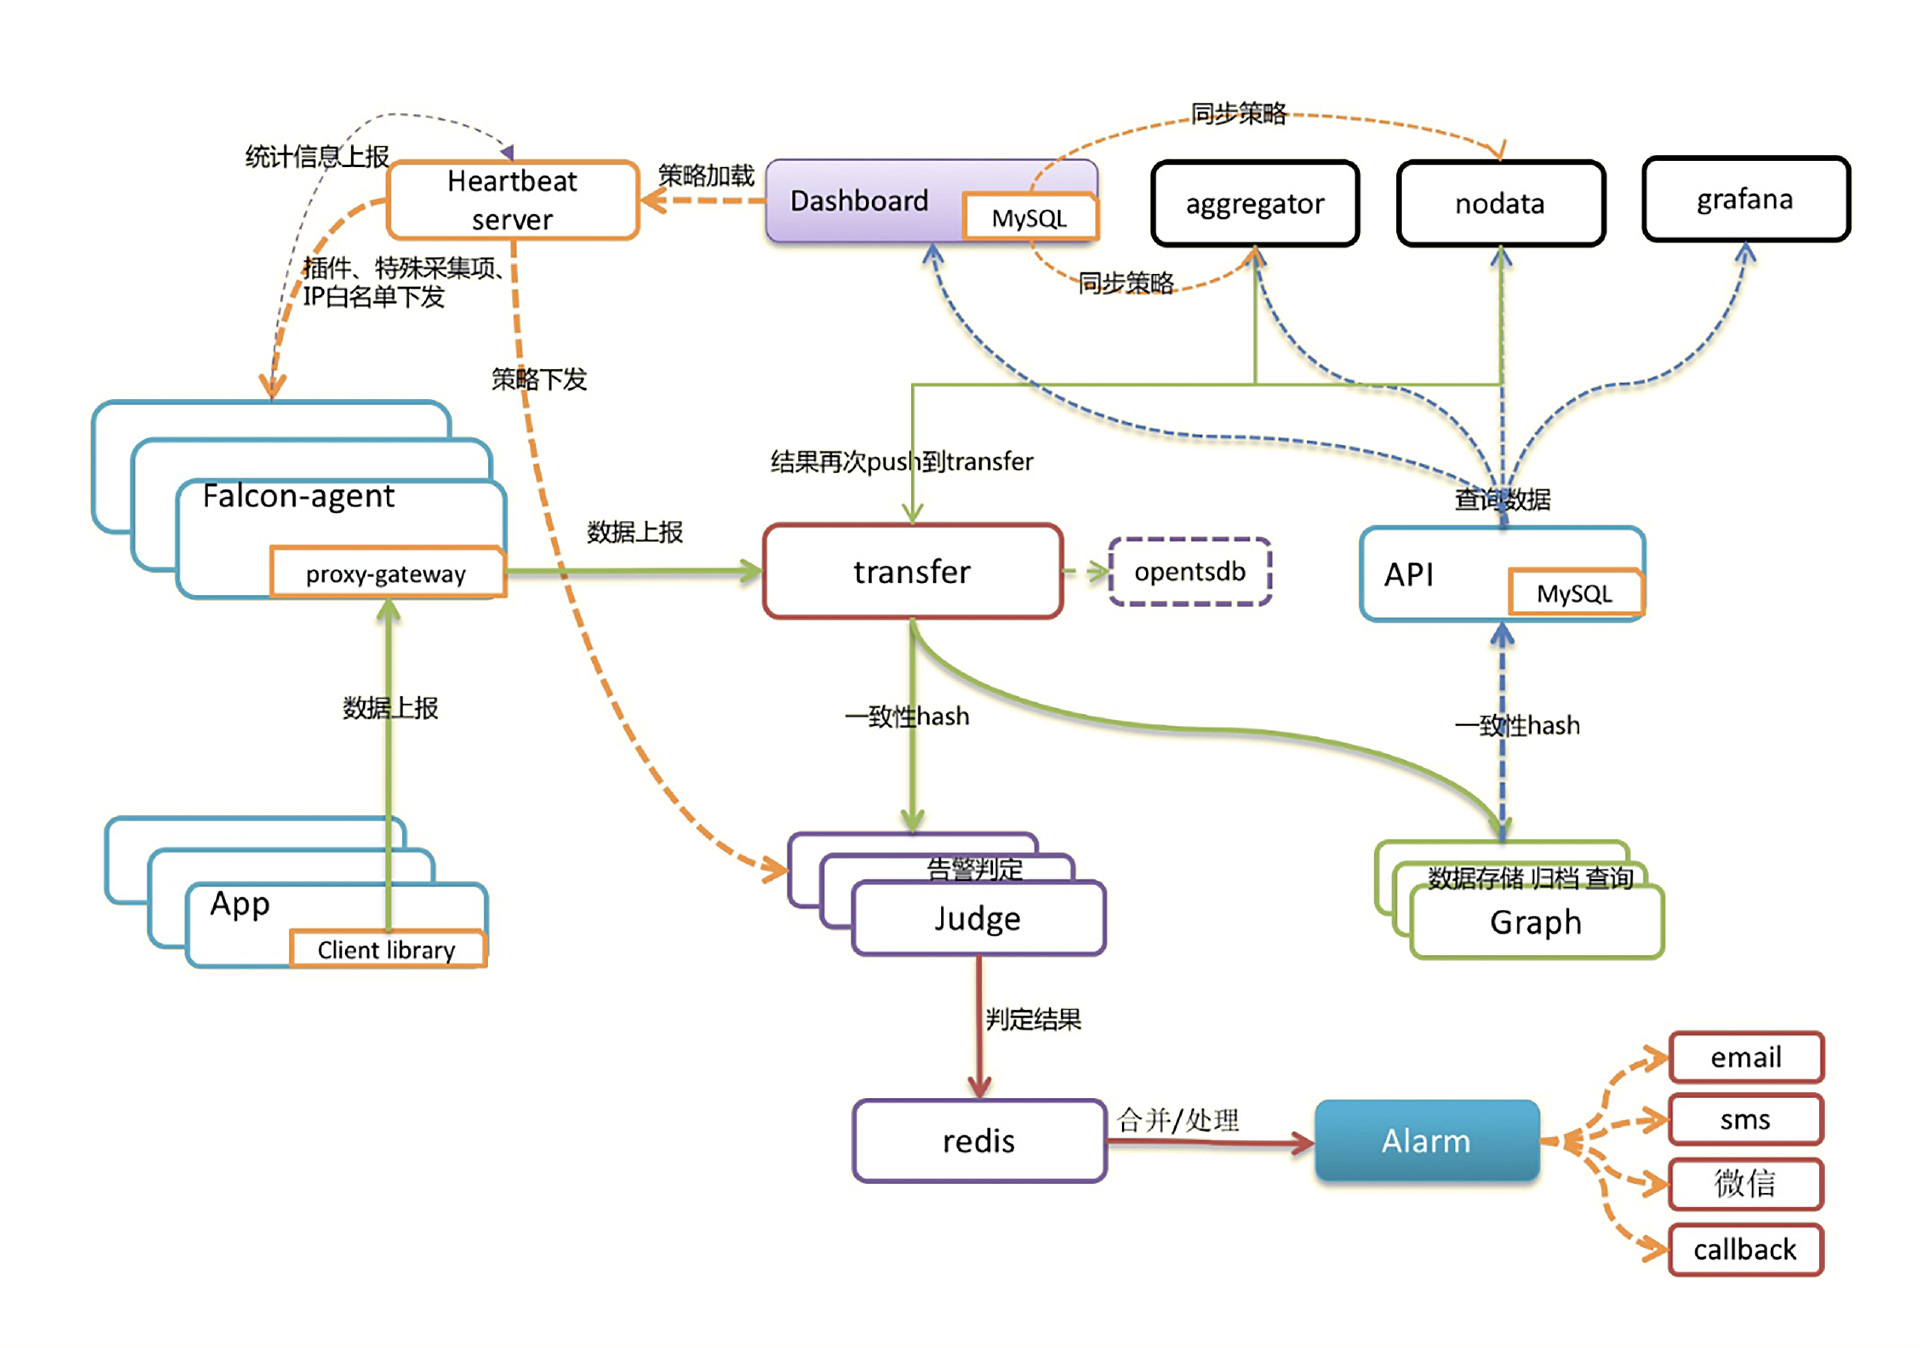 同步策略
统计信息上报
Heartbeat
server
策略加载
Dashboard
MySQL
aggregator
nodata
grafana
插件、特殊采集项、
IP白名单下发
同步策略
策略下发
结果再次push到transfer
Falcon-agent
proxy-gateway
数据上报
transfer
opentsdb
查询数据
API
MySQL
数据上报
一致性hash
一致性hash
App
Client library
告警判定
Judge
数据存储 归档 查询
Graph
判定结果
redis
合并/处理
Alarm
email
sms
微信
callback